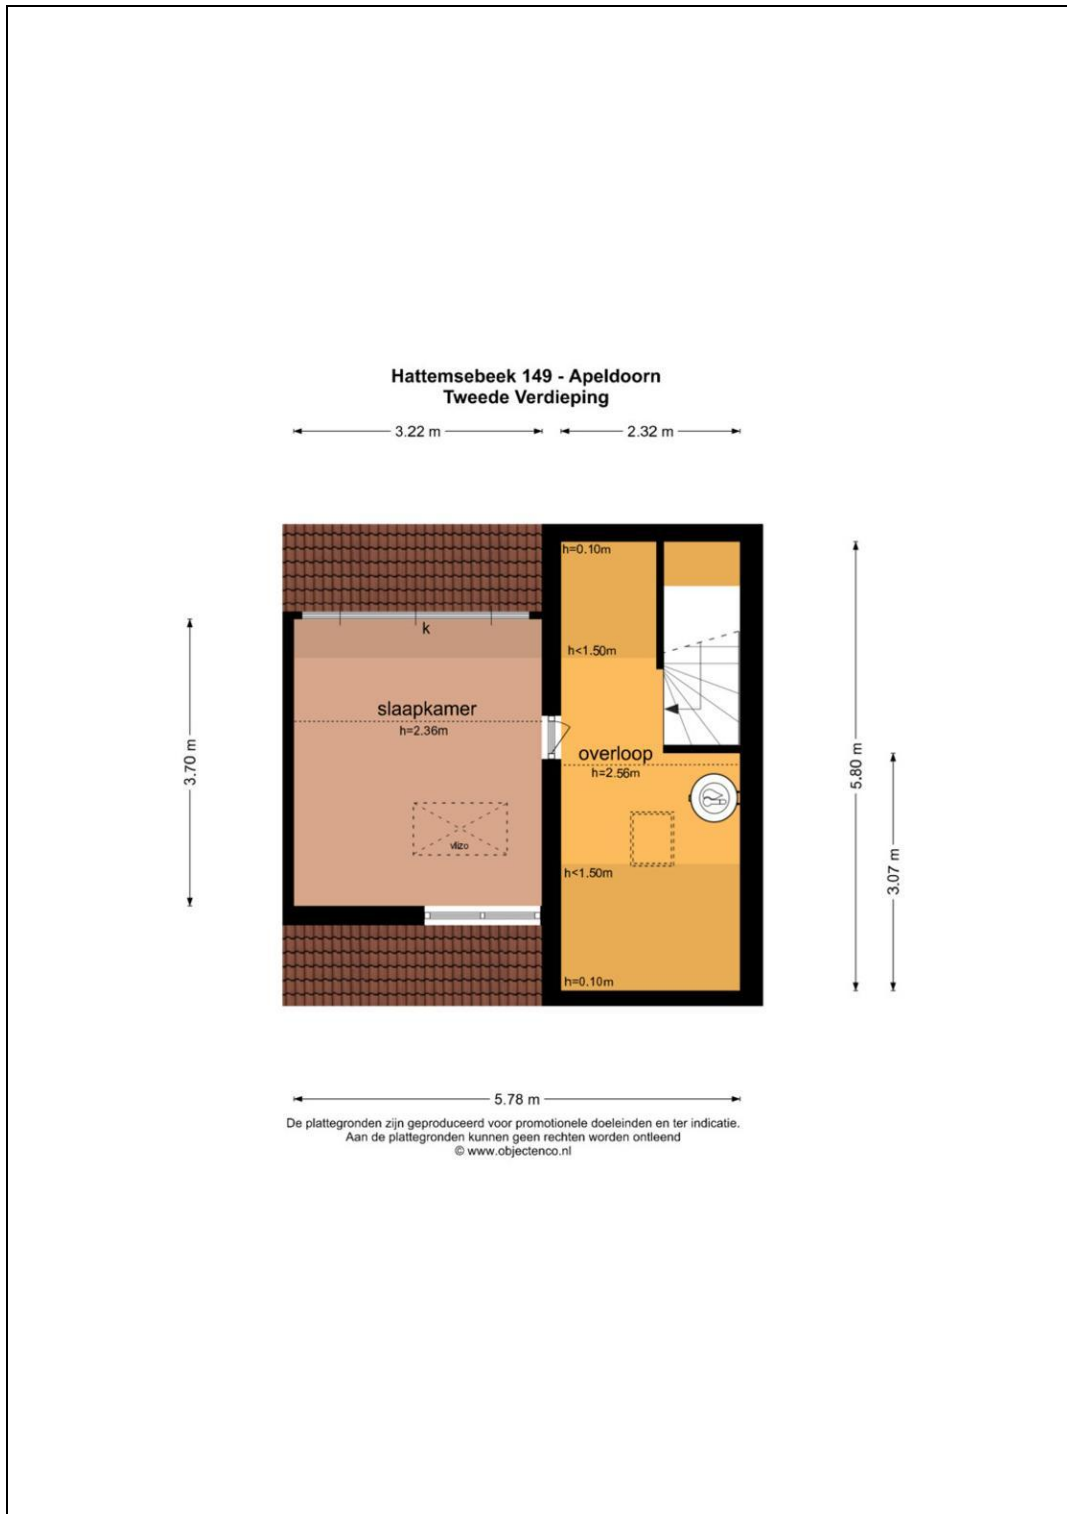 Hattemsebeek 149 - Apeldoorn
Tweede Verdieping
3.22 m
2.32 m
h=0.10m
k
h<1.50m
slaapkamer
h=2.36m
overloop
h=2.56m
3.70 m
5.80 m
vlizo
h<1.50m
3.07 m
h=0.10m
5.78 m
De plattegronden zijn geproduceerd voor promotionele doeleinden en ter indicatie.
Aan de plattegronden kunnen geen rechten worden ontleend
© www.objectenco.nl